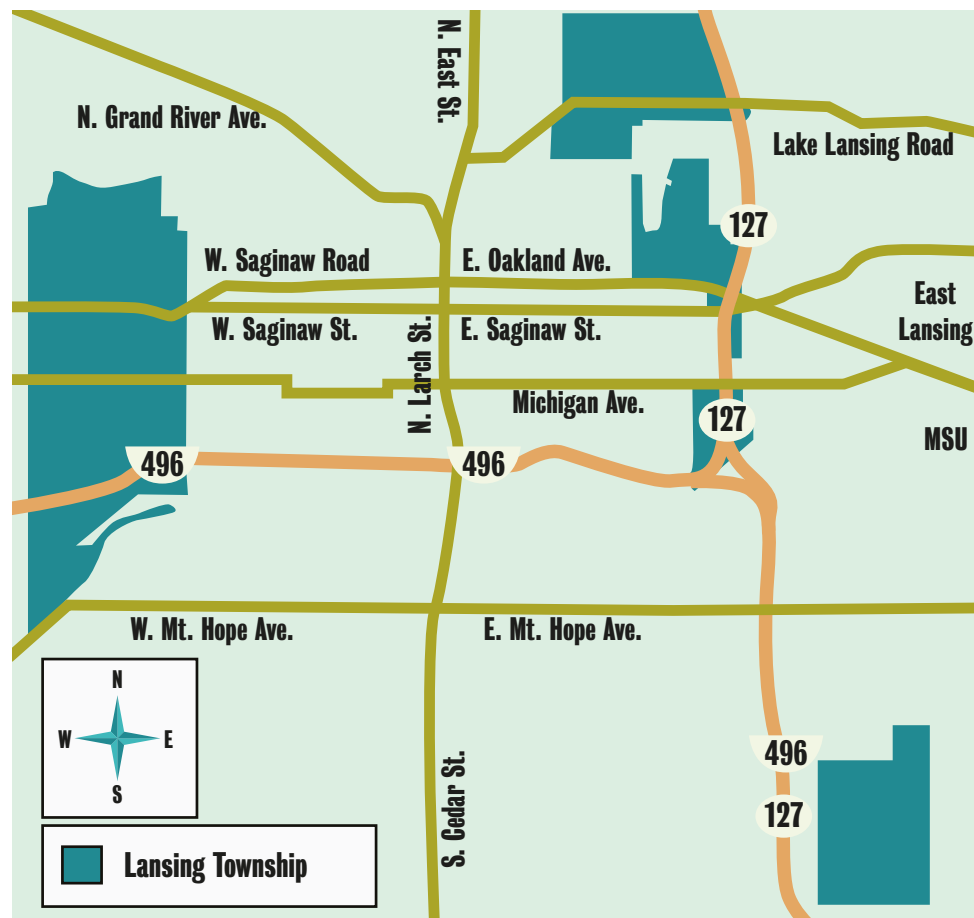 N. East St.
N. Grand River Ave.
Lake Lansing Road
127
W. Saginaw Road
E. Oakland Ave.
East
Lansing
W. Saginaw St.
E. Saginaw St.
N. Larch St.
Michigan Ave.
127
MSU
496
496
W. Mt. Hope Ave.
E. Mt. Hope Ave.
N
W
E
S
496
127
S. Cedar St.
Lansing Township